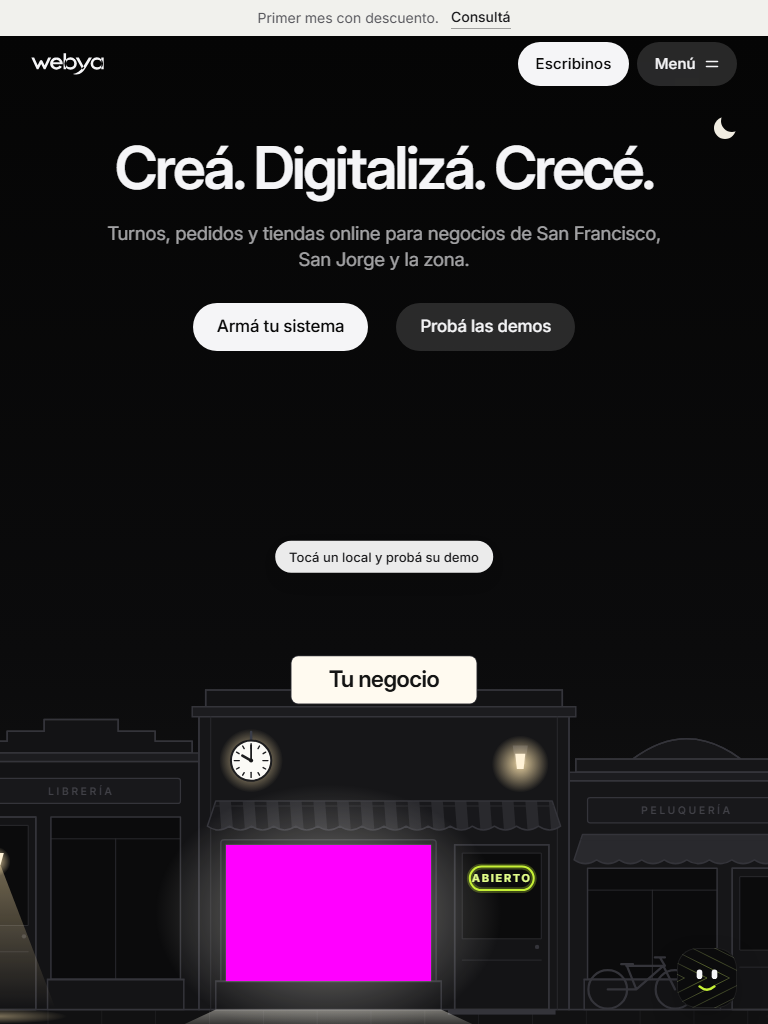 Primer mes con descuento. Consultá
webya
Escribinos
Menú
Creá. Digitalizá. Crecé.
Turnos, pedidos y tiendas online para negocios de San Francisco,
San Jorge y la zona.
Armá tu sistema
Probá las demos
Tocá un local y probá su demo
Tu negocio
LIBRERÍA
PELUQUERÍA
ABIERTO